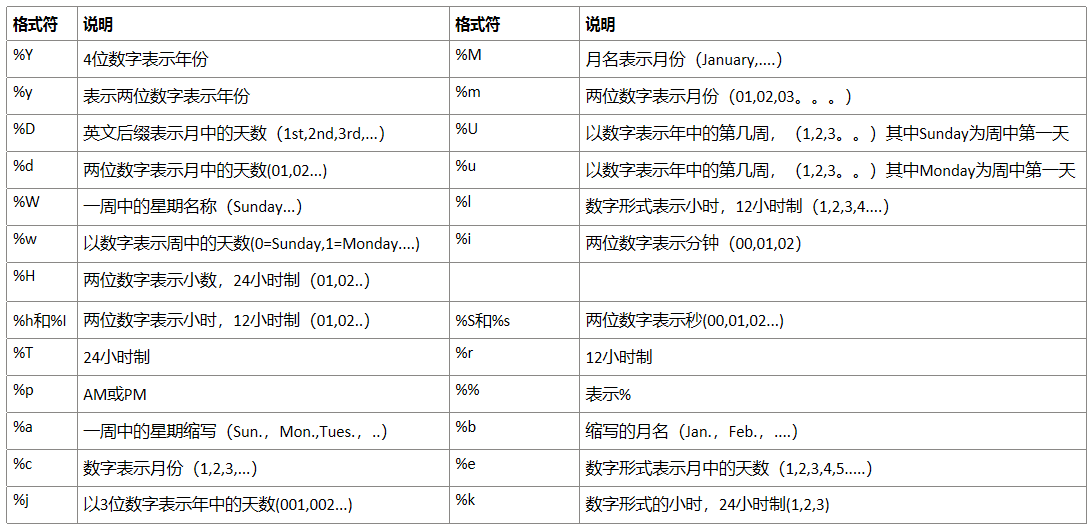 格式符 说明 格式符 说明
%Y 4位数字表示年份 %M 月名表示月份（January,....）
%y 表示两位数字表示年份 %m 两位数字表示月份（01,02,03。。。）
%D 英文后缀表示月中的天数（1st,2nd,3rd,...） %U 以数字表示年中的第几周，（1,2,3。。）其中Sunday为周中第一天
%d 两位数字表示月中的天数(01,02...) %u 以数字表示年中的第几周，（1,2,3。。）其中Monday为周中第一天
%W 一周中的星期名称（Sunday...） %l 数字形式表示小时，12小时制（1,2,3,4....）
%w 以数字表示周中的天数(0=Sunday,1=Monday....) %i 两位数字表示分钟（00,01,02）
%H 两位数字表示小数，24小时制（01,02..）
%h和%I 两位数字表示小时，12小时制（01,02..） %S和%s 两位数字表示秒(00,01,02...)
%T 24小时制 %r 12小时制
%p AM或PM %% 表示%
%a 一周中的星期缩写（Sun.，Mon.,Tues.，..） %b 缩写的月名（Jan.，Feb.，....）
%c 数字表示月份（1,2,3,...） %e 数字形式表示月中的天数（1,2,3,4,5.....）
%j 以3位数字表示年中的天数(001,002...) %k 数字形式的小时，24小时制(1,2,3)